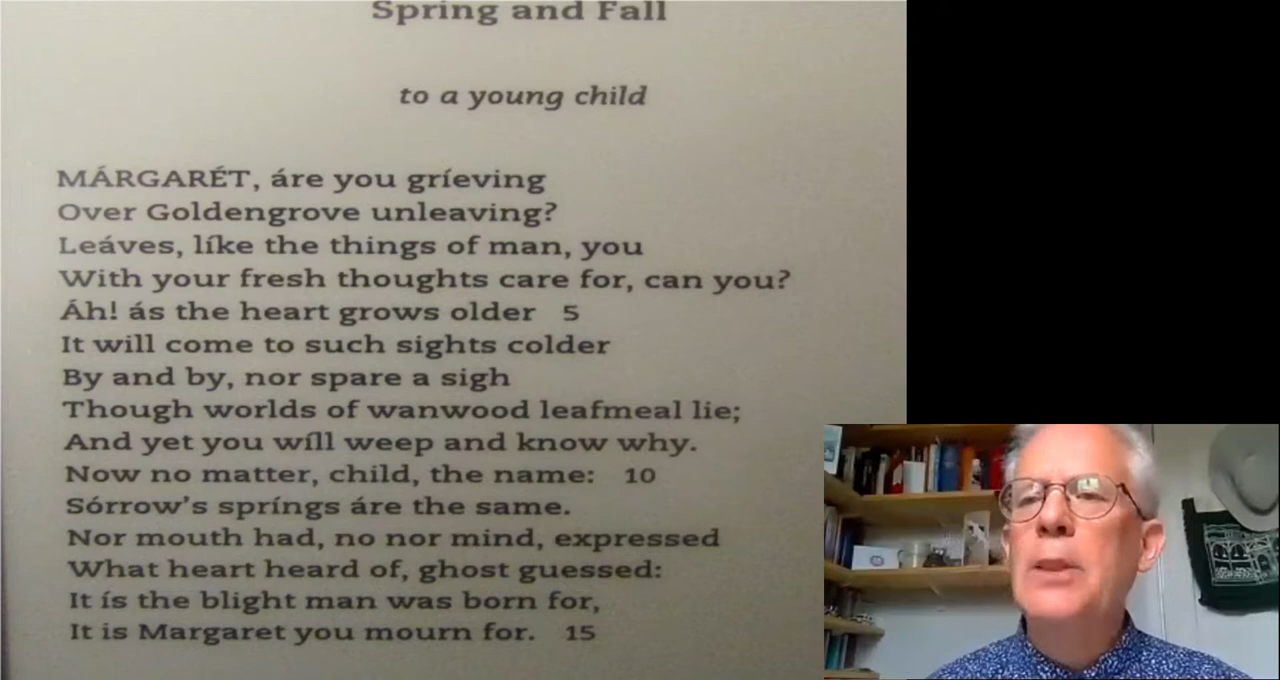 Spring and Fall
to a young child
MÁRGARÉT, áre you gríeving
Over Goldengrove unleaving?
Leáves, líke the things of man, you
With your fresh thoughts care for, can you?
Áh! ás the heart grows older 5
It will come to such sights colder
By and by, nor spare a sigh
Though worlds of wanwood leafmeal lie;
And yet you wíll weep and know why.
Now no matter, child, the name: 10
Sórrow’s spríngs áre the same.
Nor mouth had, no nor mind, expressed
What heart heard of, ghost guessed:
It ís the blight man was born for,
It is Margaret you mourn for. 15